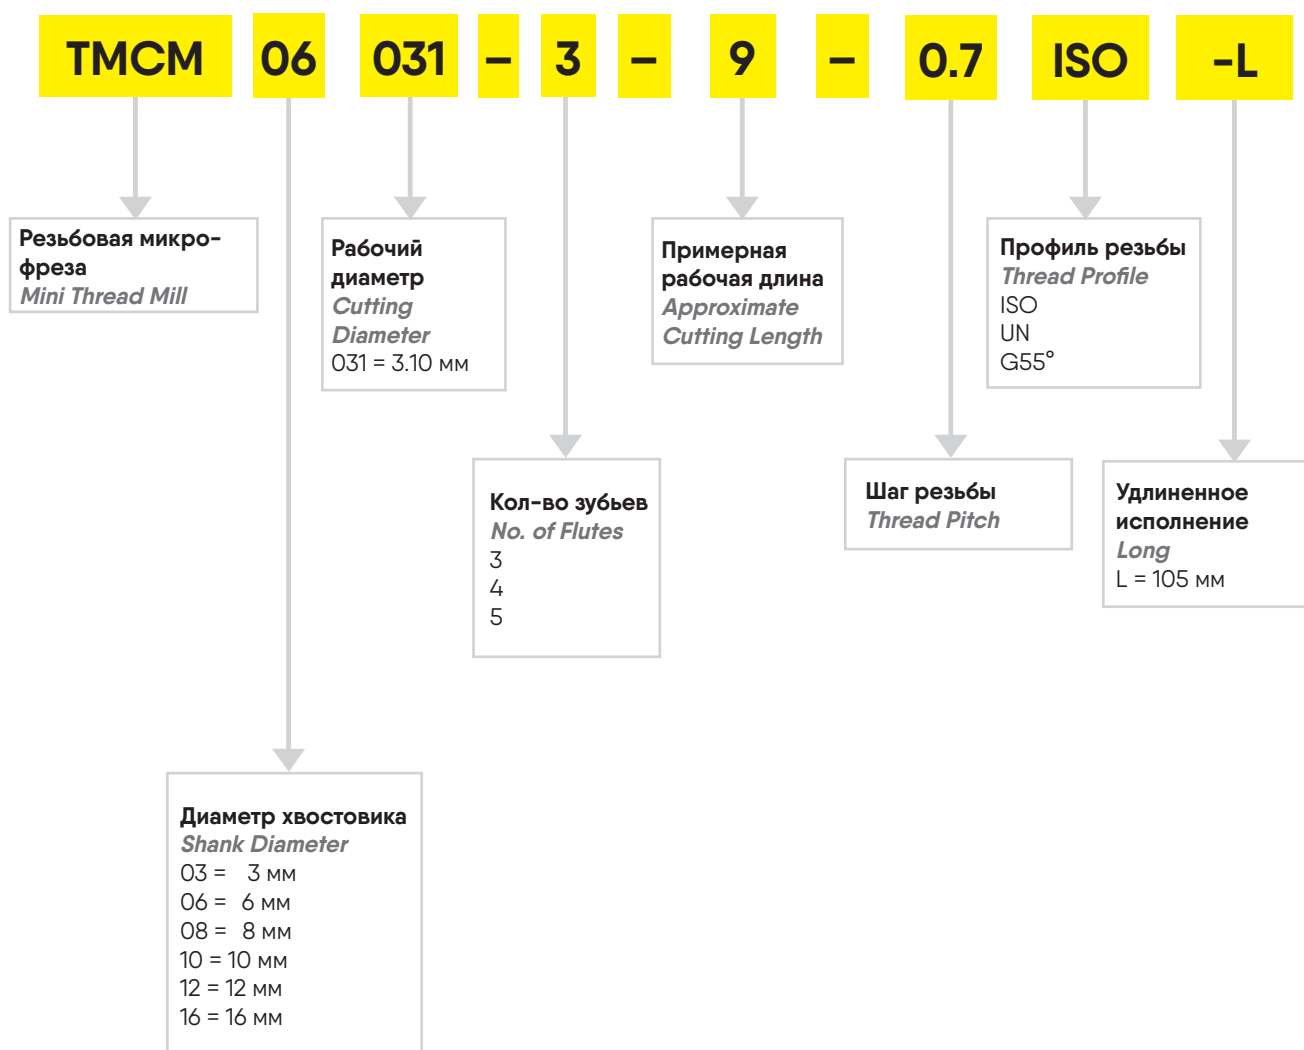 TMCM 06 031 – 3 – 9 – 0.7 ISO -L
Резьбовая микро-
фреза
Mini Thread Mill
Рабочий
диаметр
Cutting
Diameter
031 = 3.10 мм
Примерная
рабочая длина
Approximate
Cutting Length
Профиль резьбы
Thread Profile
ISO
UN
G55°
Кол-во зубьев
No. of Flutes
3
4
5
Шаг резьбы
Thread Pitch
Удлиненное
исполнение
Long
L = 105 мм
Диаметр хвостовика
Shank Diameter
03 = 3 мм
06 = 6 мм
08 = 8 мм
10 = 10 мм
12 = 12 мм
16 = 16 мм